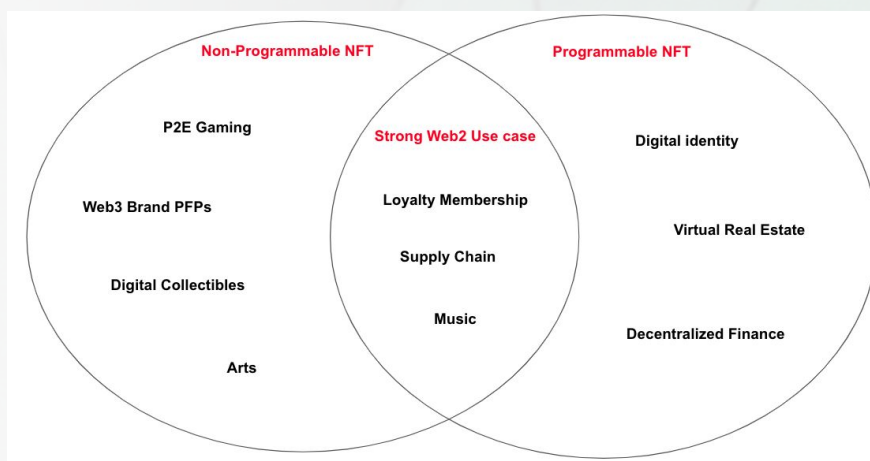 Non-Programmable NFT
P2E Gaming
Web3 Brand PFPs
Digital Collectibles
Arts
Strong Web2 Use case
Loyalty Membership
Supply Chain
Music
Programmable NFT
Digital identity
Virtual Real Estate
Decentralized Finance